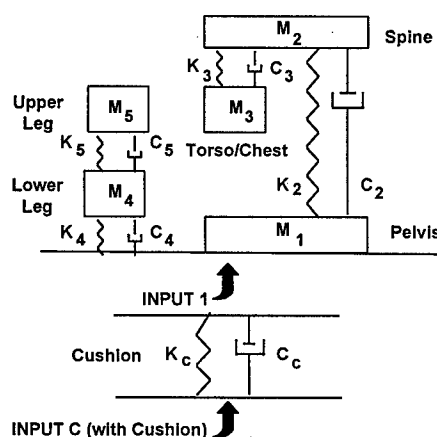 M2 Spine
K3 C3
Upper Leg M5 M3
Torso/Chest
K5 C5
Lower Leg M4 K2 C2
K4 C4 M1 Pelvis
INPUT 1
Cushion Kc Cc
INPUT C (with Cushion)